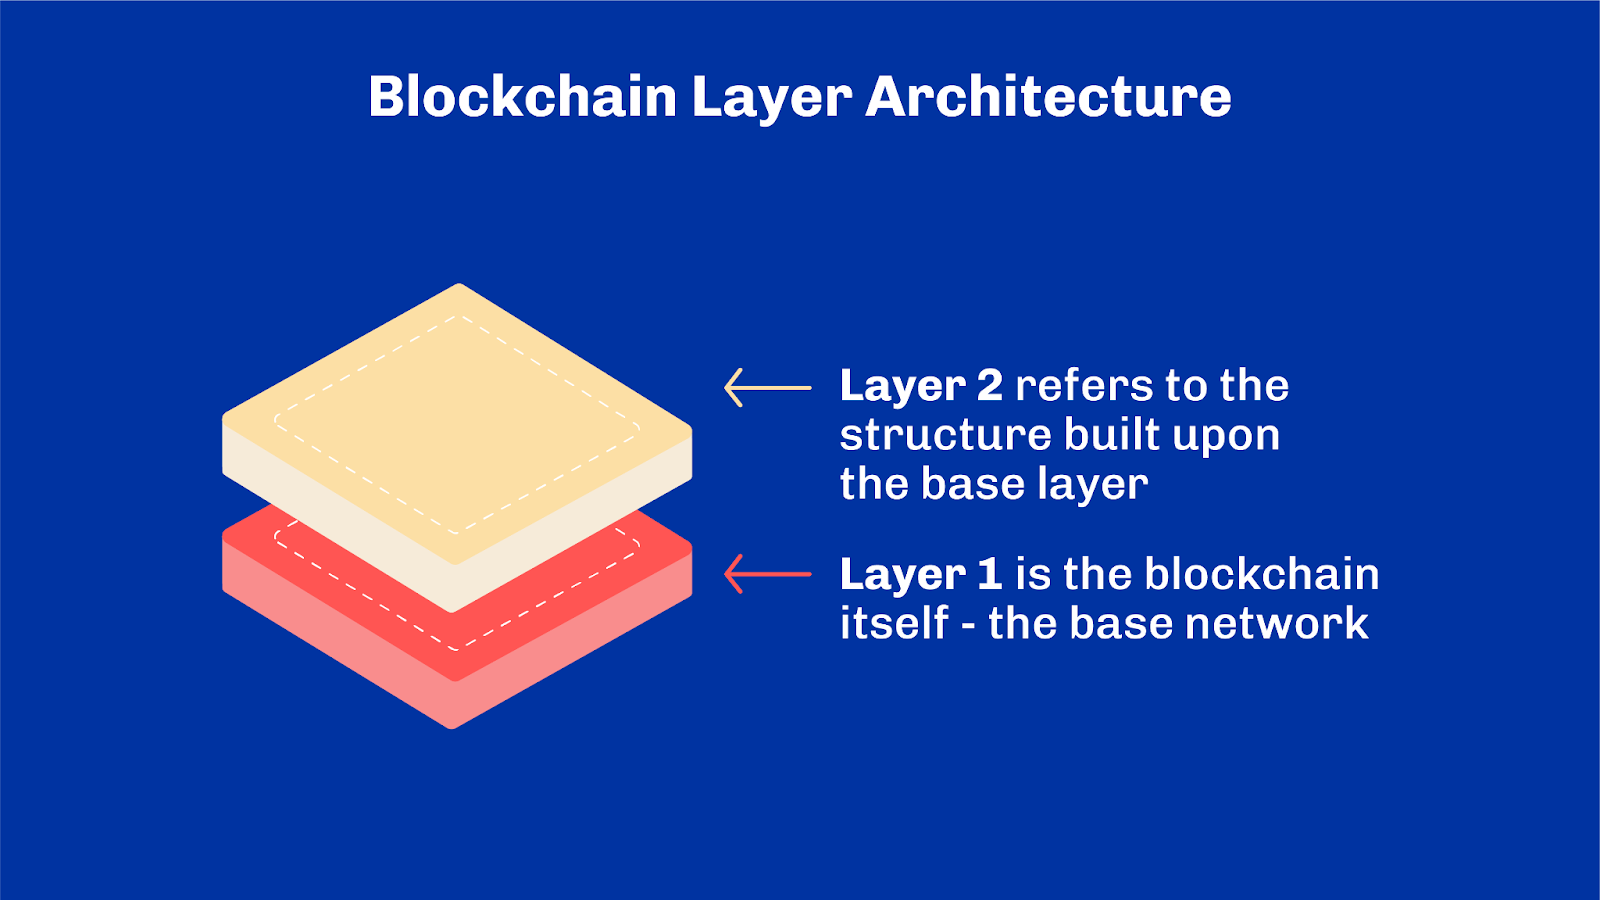 Blockchain Layer Architecture
Layer 2 refers to the
structure built upon
the base layer
Layer 1 is the blockchain
itself - the base network